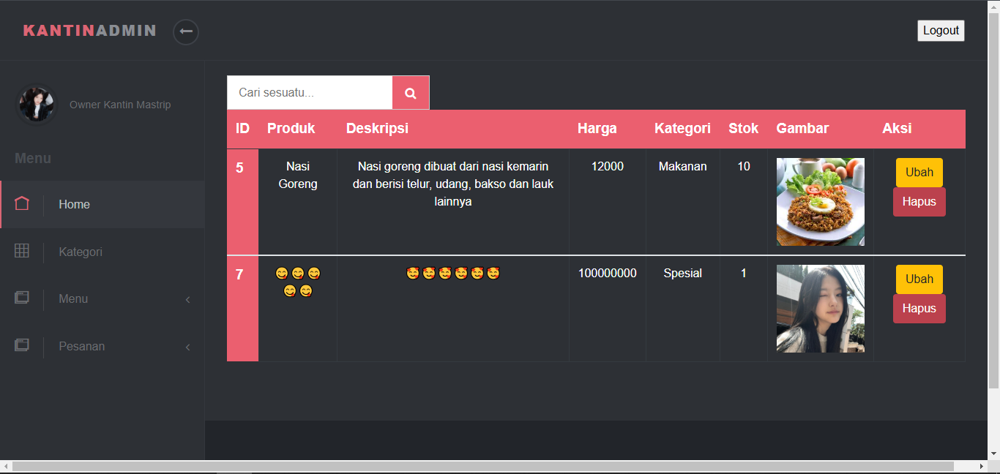 KANTINADMIN
Logout
Owner Kantin Mastrip
Menu
Home
Kategori
Menu
Pesanan
Cari sesuatu...
ID Produk Deskripsi Harga Kategori Stok Gambar Aksi
5 Nasi Nasi goreng dibuat dari nasi kemarin 12000 Makanan 10 Ubah
Goreng dan berisi telur, udang, bakso dan lauk
lainnya
Hapus
7 😋😋😋 🥰🥰🥰🥰🥰🥰 100000000 Spesial 1 Ubah
😋😋
Hapus